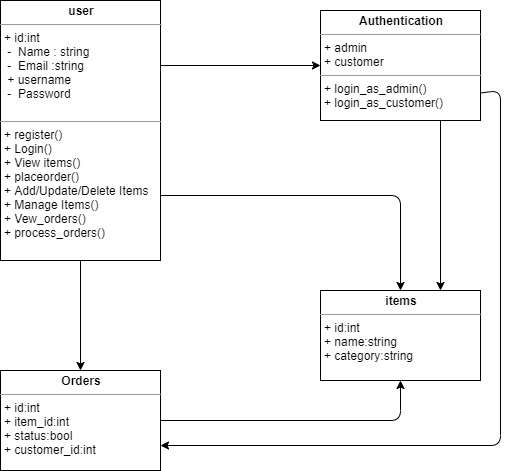 user
+ id:int
- Name : string
- Email :string
+ username
- Password
+ register()
+ Login()
+ View items()
+ placeorder()
+ Add/Update/Delete Items
+ Manage Items()
+ Vew_orders()
+ process_orders()
Authentication
+ admin
+ customer
+ login_as_admin()
+ login_as_customer()
items
+ id:int
+ name:string
+ category:string
Orders
+ id:int
+ item_id:int
+ status:bool
+ customer_id:int